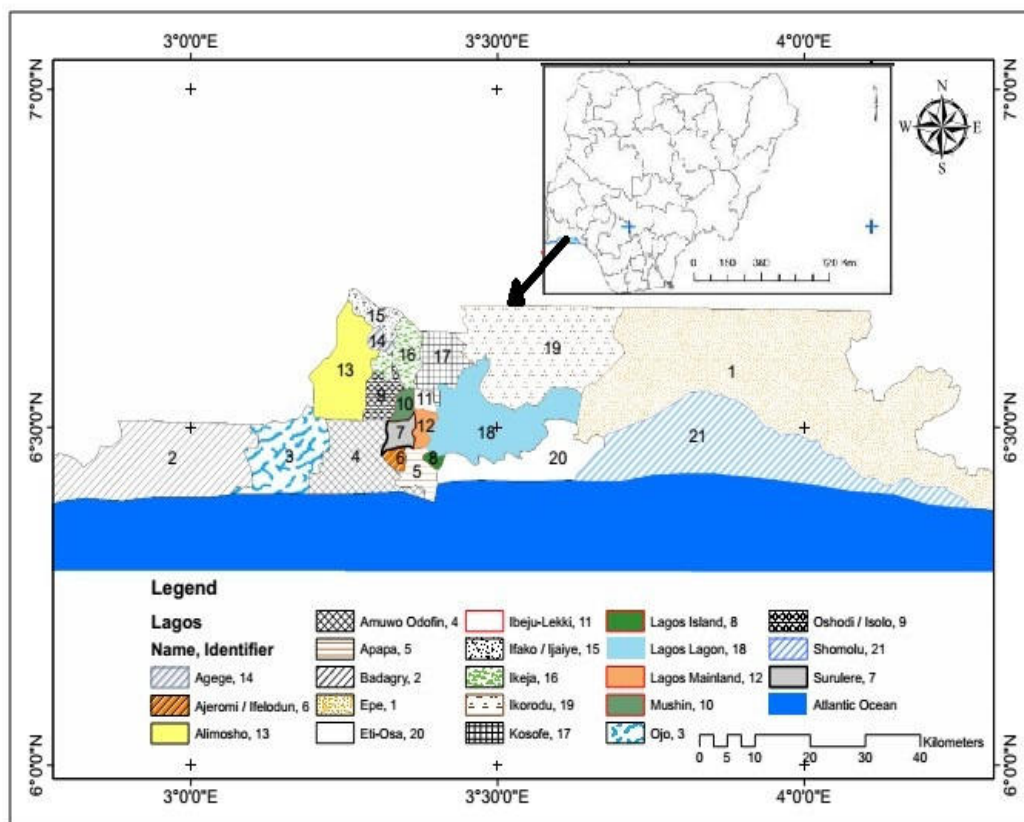 3°0'0"E 3°30'0"E 4°0'0"E
7°0'0"N 7°0'0"N
N
W E
S
0 180 360 720 Km
15
14 16 17 19
13 1
9 10 11
12
7 18 21
2 3 4 6 8 20
5
6°30'0"N 6°30'0"N
Legend
Lagos
Name, Identifier
Agege, 14
Ajeromi / Ifelodun, 6
Alimosho, 13
Amuwo Odofin, 4
Apapa, 5
Badagry, 2
Epe, 1
Eti-Osa, 20
Ibeju-Lekki, 11
Ifako / Ijaiye, 15
Ikeja, 16
Ikorodu, 19
Kosofe, 17
Lagos Island, 8
Lagos Lagoon, 18
Lagos Mainland, 12
Mushin, 10
Ojo, 3
Oshodi / Isolo, 9
Shomolu, 21
Surulere, 7
Atlantic Ocean
Kilometers
0 5 10 20 30 40
6°0'0"N 6°0'0"N
3°0'0"E 3°30'0"E 4°0'0"E